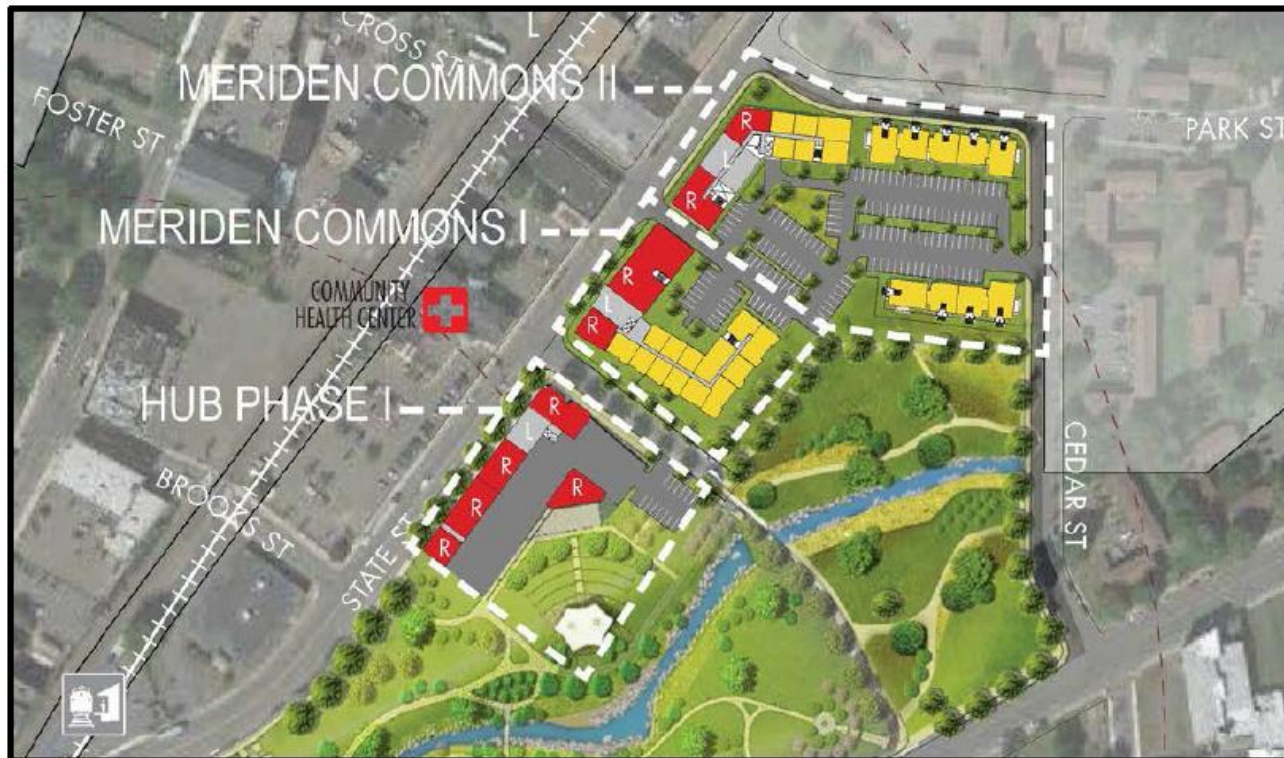 CROSS ST
L
MERIDEN COMMONS II
FOSTER ST
PARK ST
R
L
R
MERIDEN COMMONS I
R
COMMUNITY
HEALTH CENTER
L
R
HUB PHASE I
R
L
R
R
R
R
BROOKS ST
CEDAR ST
STATE ST